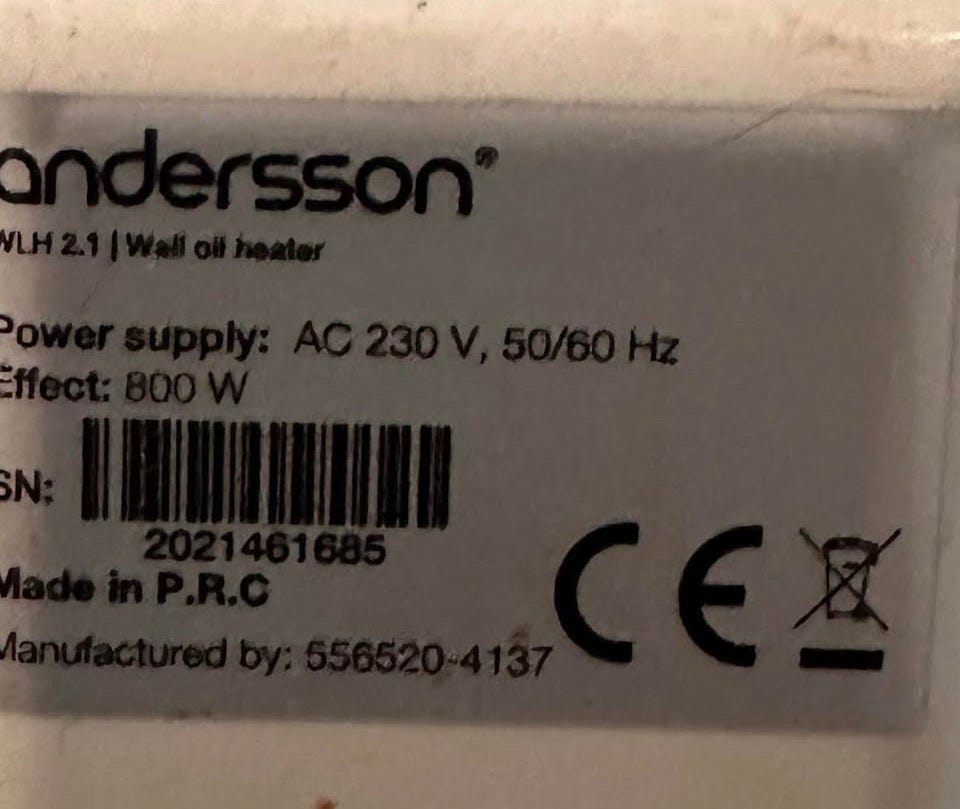 andersson®
WLH 2.1 | Wall oil heater
Power supply: AC 230 V, 50/60 Hz
Effect: 800 W
SN:
2021461685
Made in P.R.C
Manufactured by: 556520-4137
CE